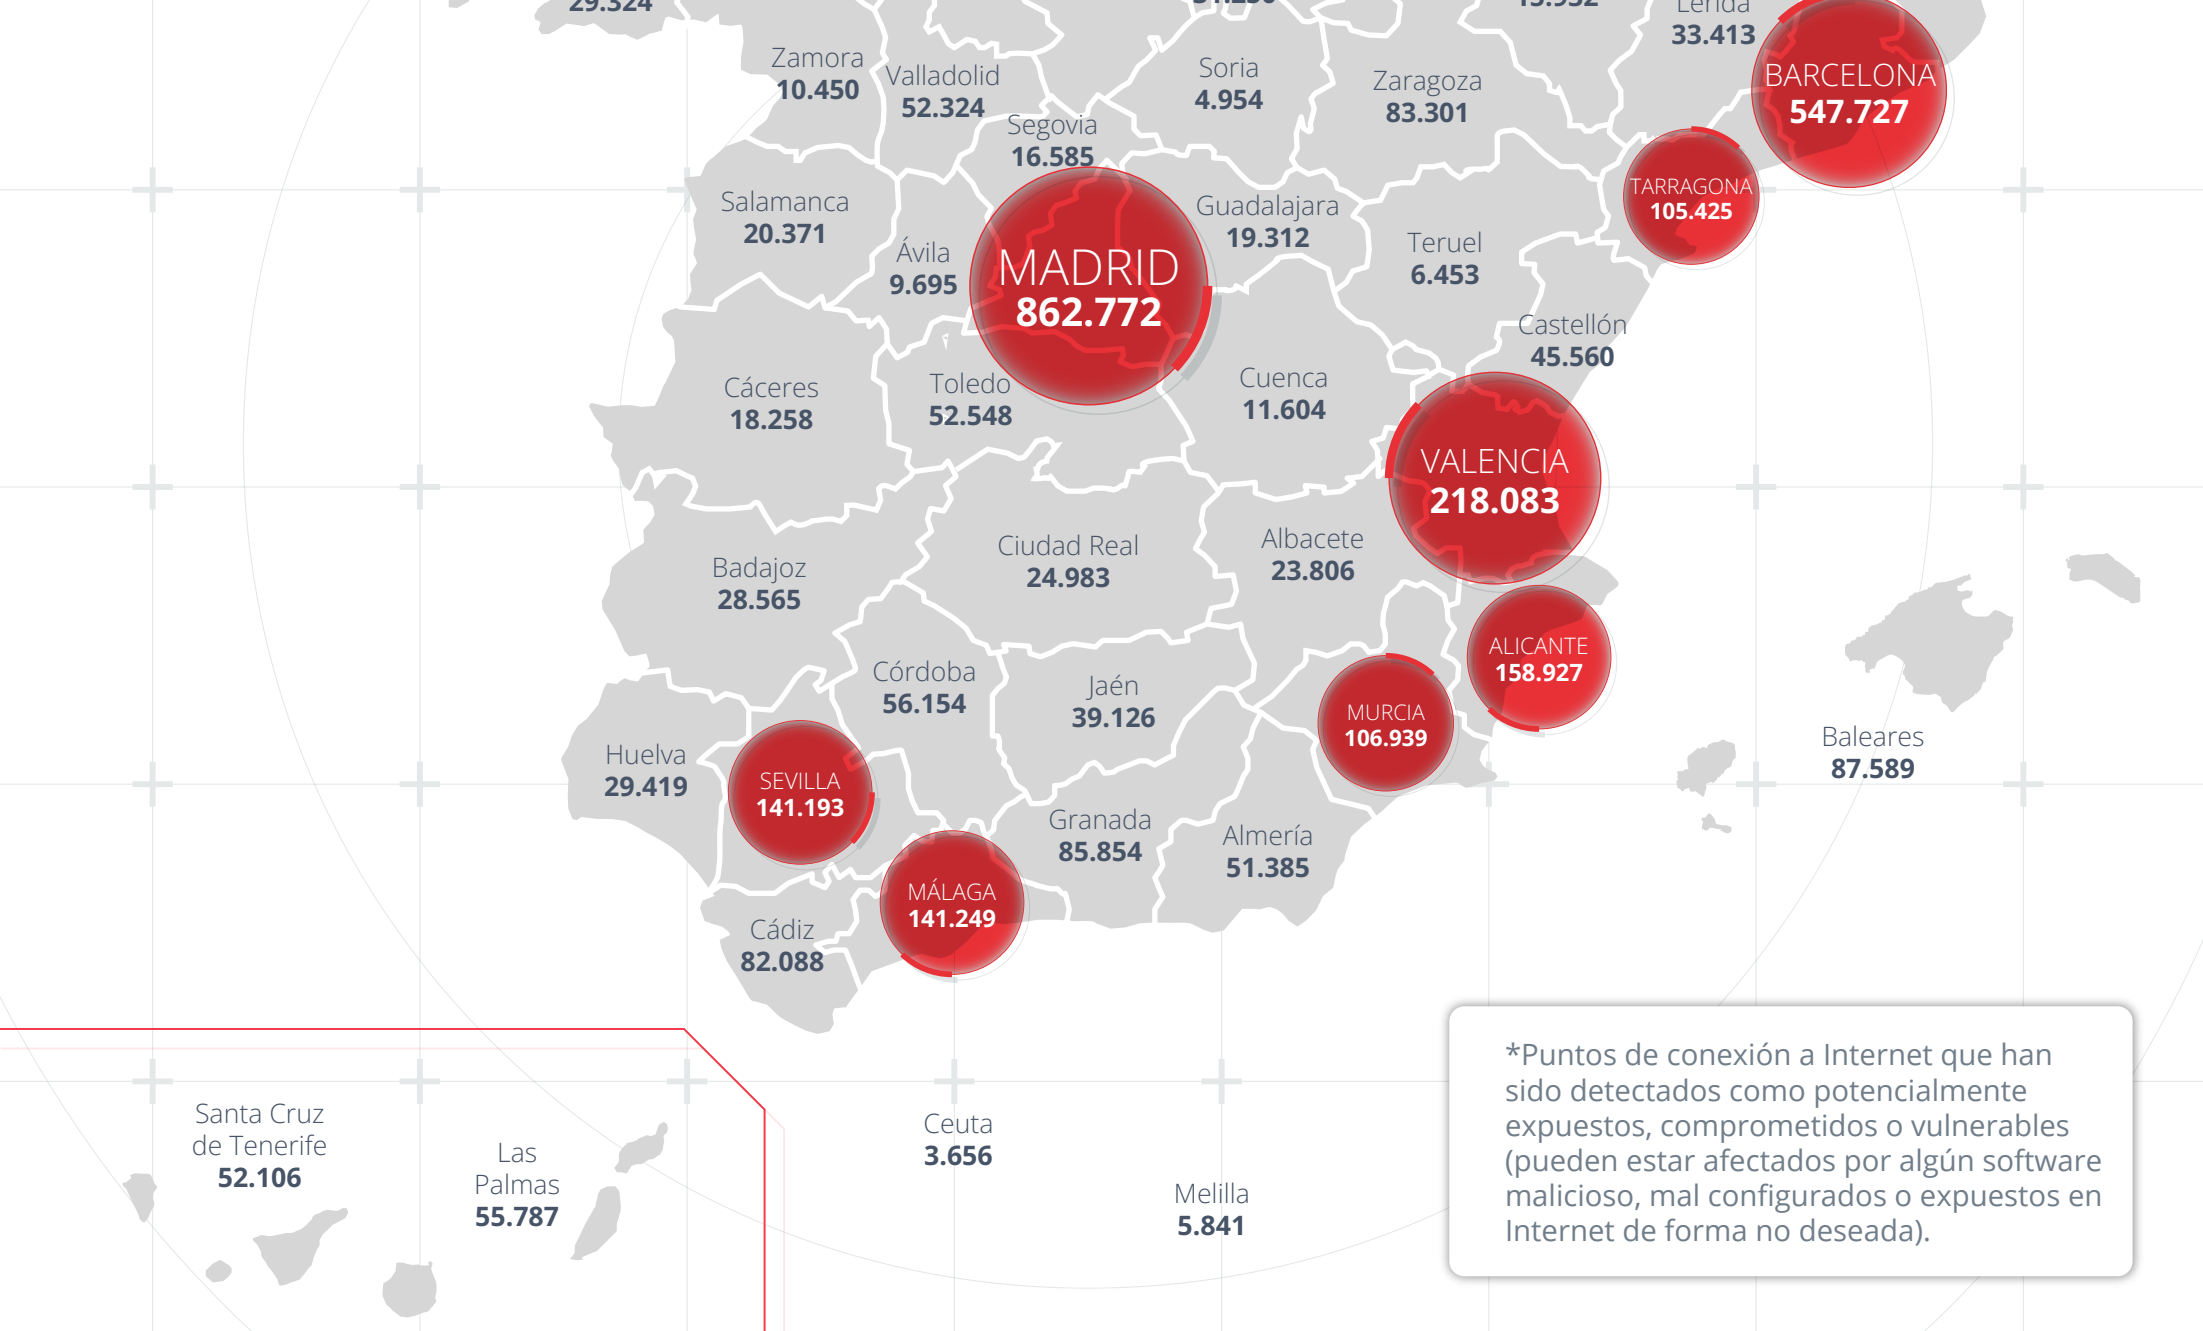 29.324
15.952
Lérida
33.413
Zamora
10.450
Valladolid
52.324
Soria
4.954
Zaragoza
83.301
BARCELONA
547.727
Segovia
16.585
TARRAGONA
105.425
Salamanca
20.371
Ávila
9.695
MADRID
862.772
Guadalajara
19.312
Teruel
6.453
Castellón
45.560
Cáceres
18.258
Toledo
52.548
Cuenca
11.604
VALENCIA
218.083
Badajoz
28.565
Ciudad Real
24.983
Albacete
23.806
ALICANTE
158.927
Córdoba
56.154
Jaén
39.126
MURCIA
106.939
Baleares
87.589
Huelva
29.419
SEVILLA
141.193
Granada
85.854
Almería
51.385
MÁLAGA
141.249
Cádiz
82.088
Santa Cruz
de Tenerife
52.106
Las
Palmas
55.787
Ceuta
3.656
Melilla
5.841
*Puntos de conexión a Internet que han
sido detectados como potencialmente
expuestos, comprometidos o vulnerables
(pueden estar afectados por algún software
malicioso, mal configurados o expuestos en
Internet de forma no deseada).